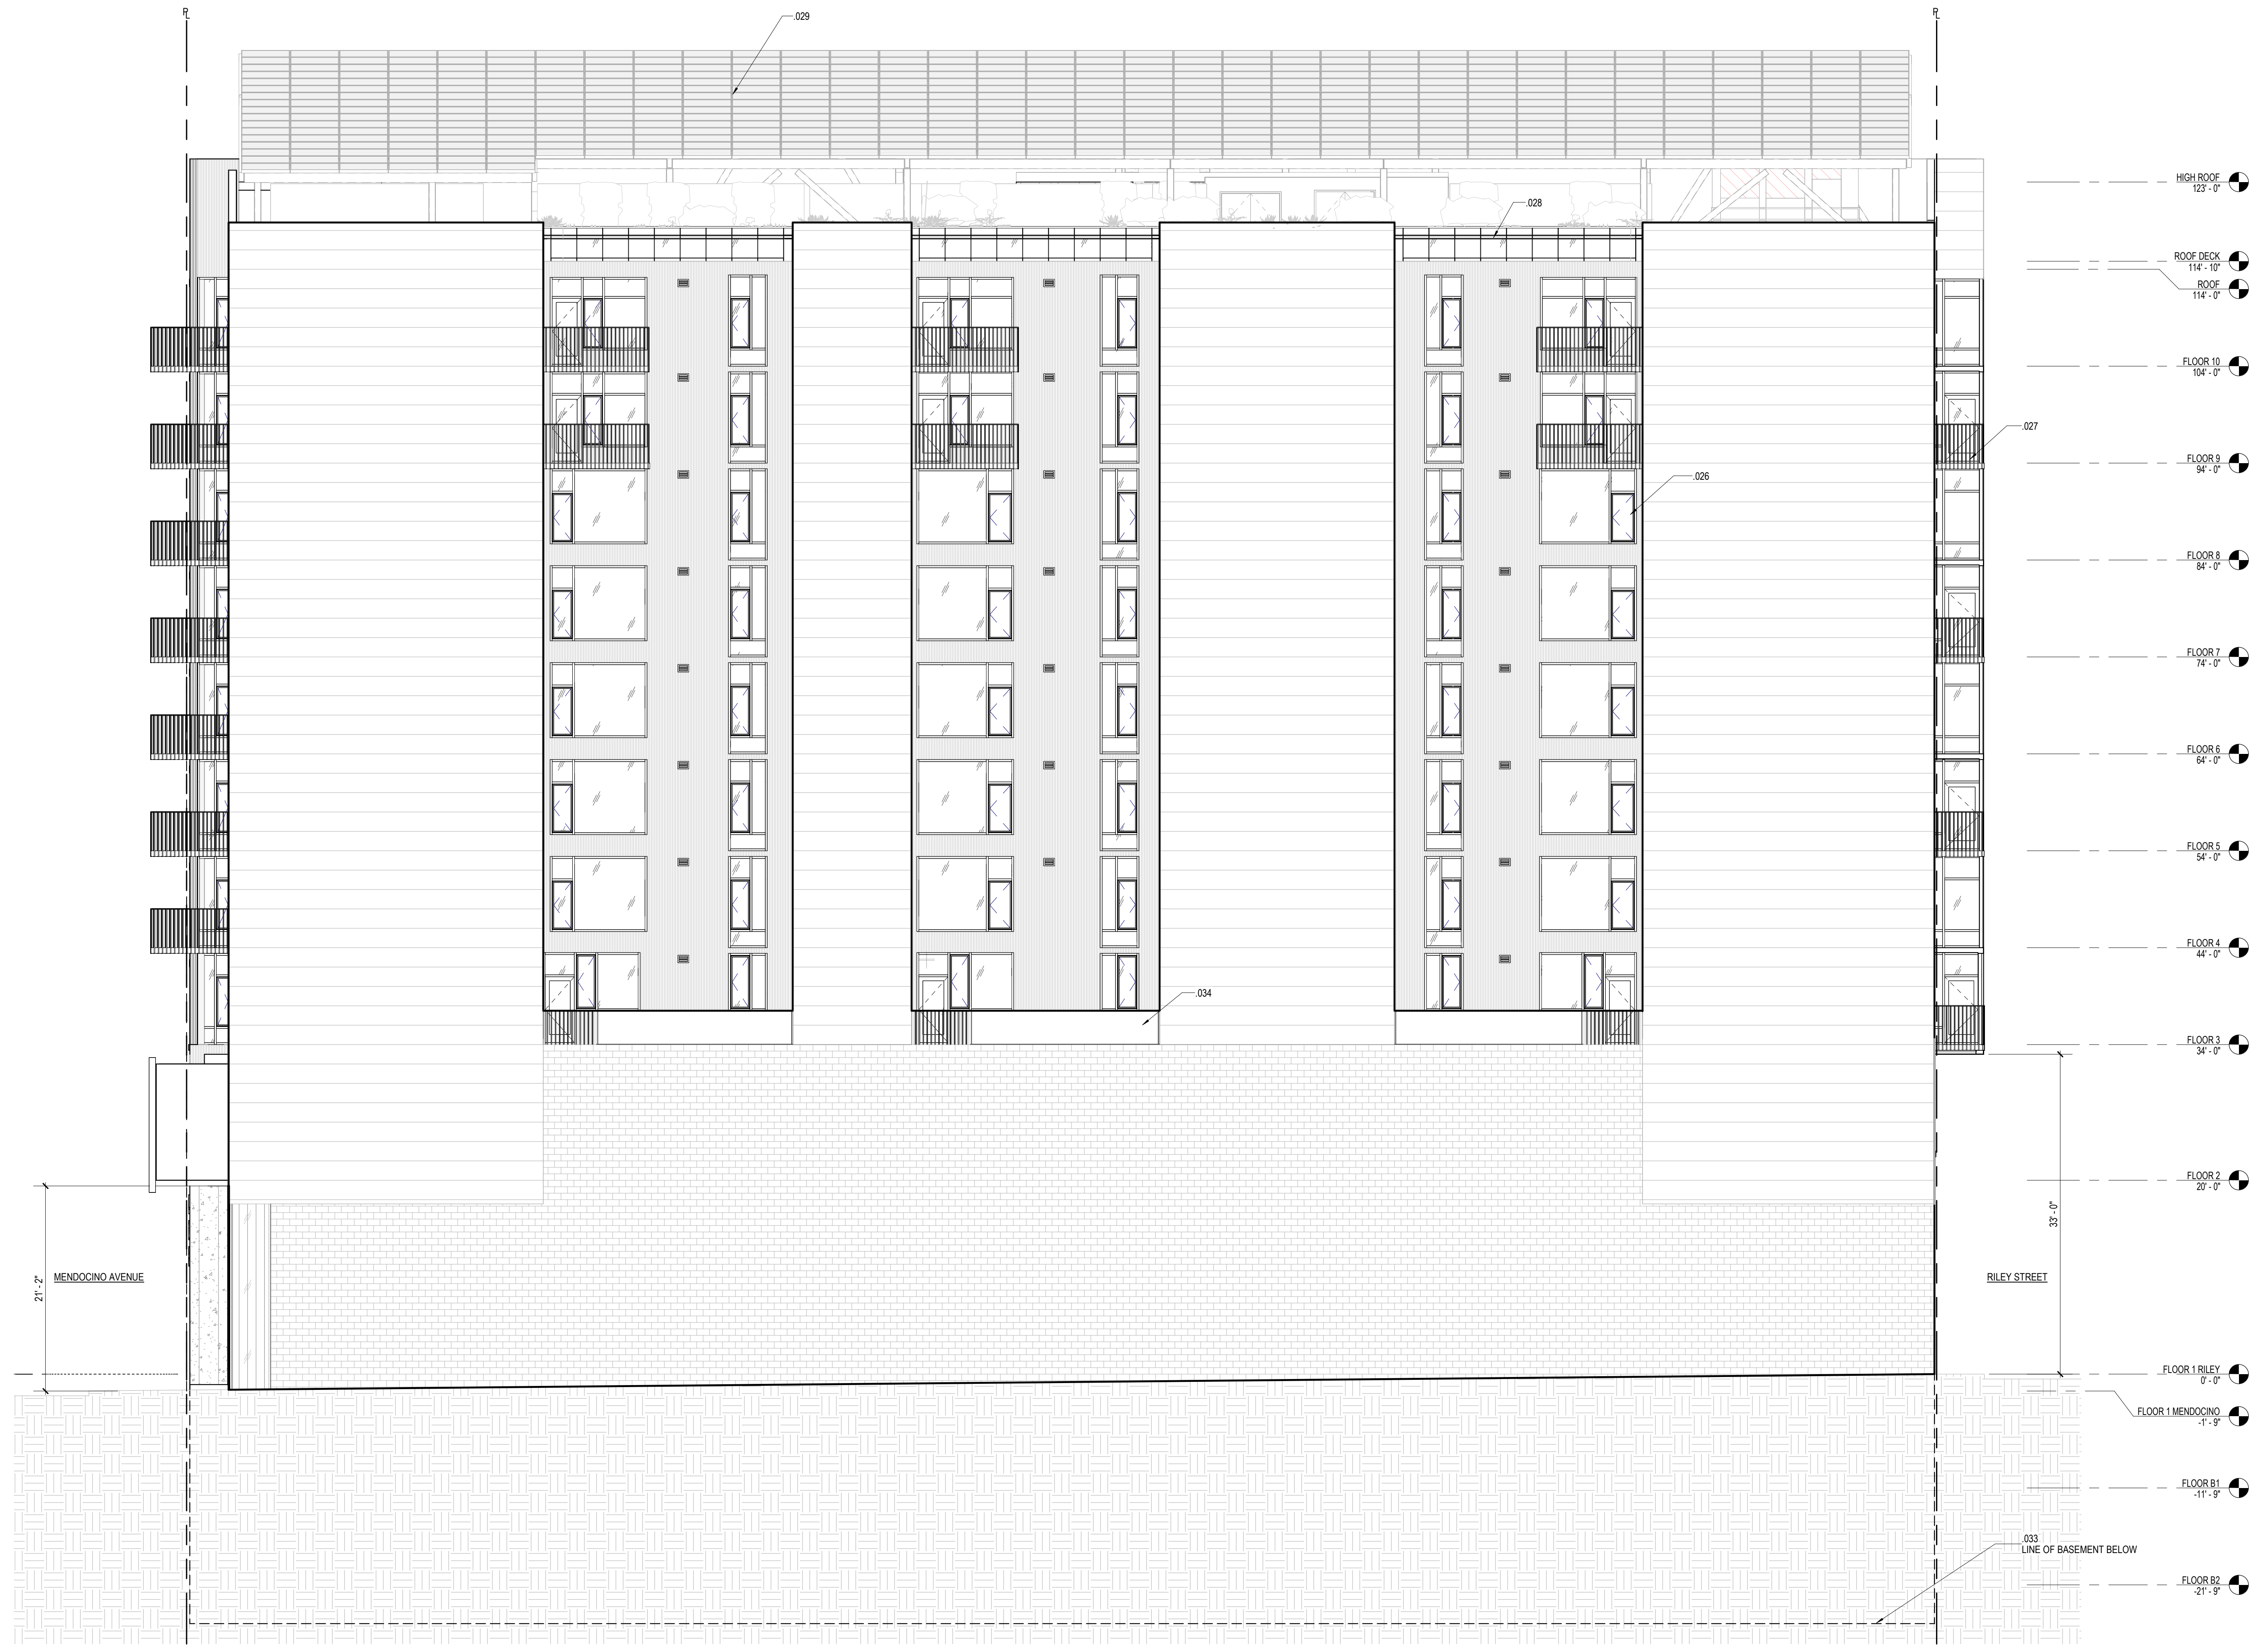 PL
PL
.029
HIGH ROOF
123' - 0"
.028
ROOF DECK
114' - 10"
ROOF
114' - 0"
FLOOR 10
104' - 0"
.027
FLOOR 9
94' - 0"
.026
FLOOR 8
84' - 0"
FLOOR 7
74' - 0"
FLOOR 6
64' - 0"
FLOOR 5
54' - 0"
FLOOR 4
44' - 0"
.034
FLOOR 3
34' - 0"
FLOOR 2
20' - 0"
33' - 0"
21' - 2"
MENDOCINO AVENUE
RILEY STREET
FLOOR 1 RILEY
0' - 0"
FLOOR 1 MENDOCINO
-1' - 9"
FLOOR B1
-11' - 9"
.033
LINE OF BASEMENT BELOW
FLOOR B2
-21' - 9"